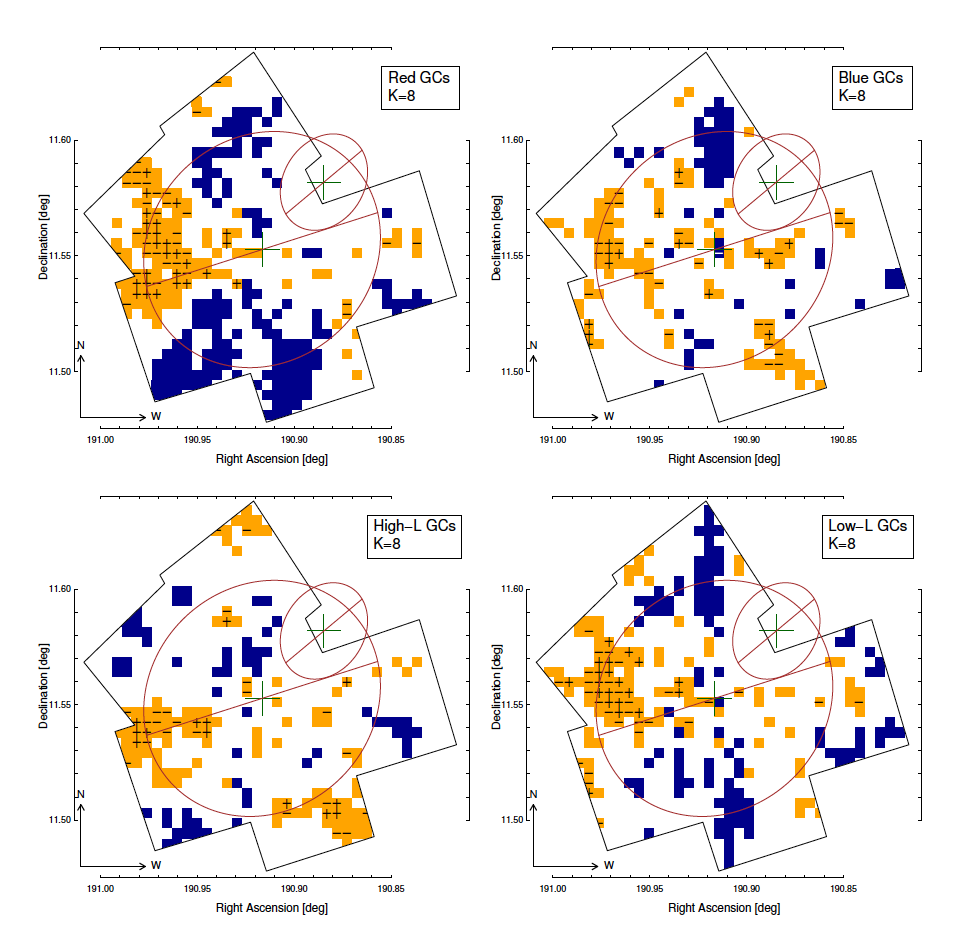 Red GCs
K=8
11.60
11.55
11.50
Declination [deg]
N
W
191.00
190.95
190.90
190.85
Right Ascension [deg]
Blue GCs
K=8
11.60
11.55
11.50
Declination [deg]
N
W
191.00
190.95
190.90
190.85
Right Ascension [deg]
High−L GCs
K=8
11.60
11.55
11.50
Declination [deg]
N
W
191.00
190.95
190.90
190.85
Right Ascension [deg]
Low−L GCs
K=8
11.60
11.55
11.50
Declination [deg]
N
W
191.00
190.95
190.90
190.85
Right Ascension [deg]